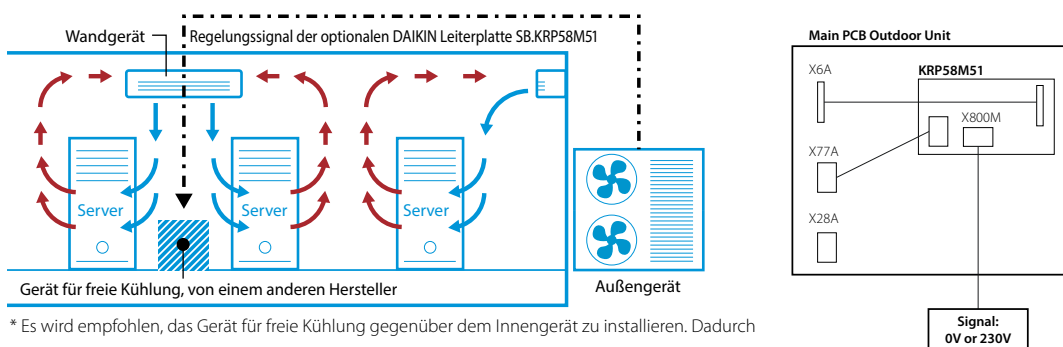 Wandgerät
Regelungssignal der optionalen DAIKIN Leiterplatte SB.KRP58M51
Server
Server
Server
Gerät für freie Kühlung, von einem anderen Hersteller
Außengerät
* Es wird empfohlen, das Gerät für freie Kühlung gegenüber dem Innengerät zu installieren. Dadurch
Main PCB Outdoor Unit
X6A
KRP58M51
X800M
X77A
X28A
Signal:
0V or 230V